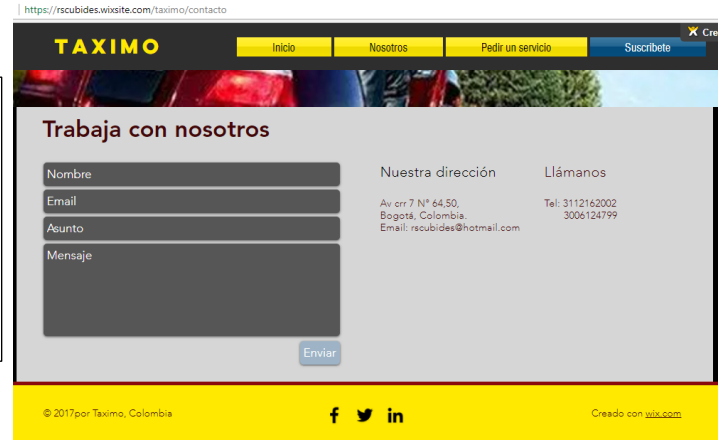 https://rscubides.wixsite.com/taximo/contacto
Cre
TAXIMO
Inicio
Nosotros
Pedir un servicio
Suscribete
Trabaja con nosotros
Nombre
Email
Asunto
Mensaje
Enviar
Nuestra dirección
Av crr 7 N° 64,50,
Bogotá, Colombia.
Email: rscubides@hotmail.com
Llámanos
Tel: 3112162002
3006124799
© 2017por Taximo, Colombia
f
in
Creado con wix.com